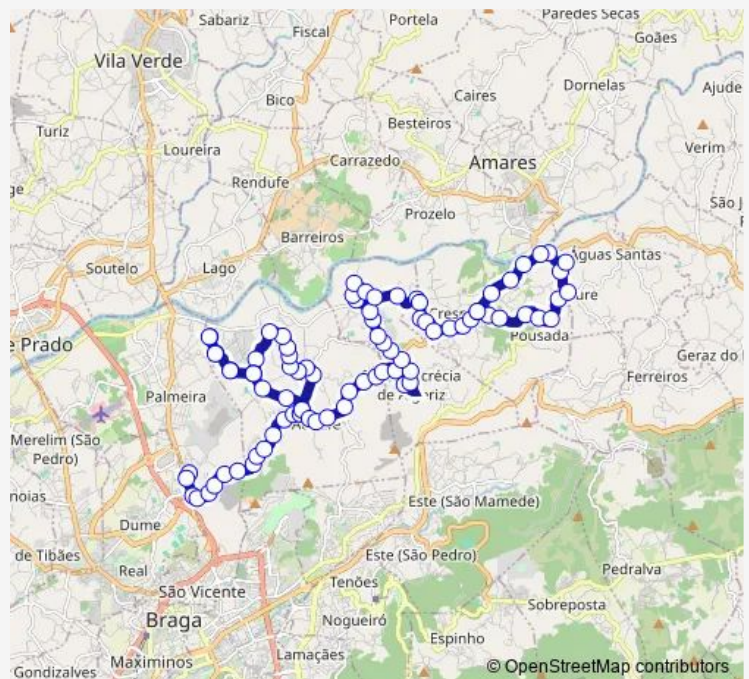 Sabariz
Portela
Paredes Secas
Fiscal
Goães
Vila Verde
Caires
Dornelas
Ajude
Bico
Turiz
Besteiros
Verim
Loureira
Carrazedo
Amares
Rendufe
São J
Prozelo
Barreiros
Soutelo
Lago
Águas Santas
ure
Cress
e Prado
Pousada
Geraz do
crécia
Ferreiros
Palmeira
de
riz
Merelim (São
Pedro)
noias
Este (São Mamede)
Dume
de Tibães
Real
Este (São Pedro)
Pedralva
São Vicente
Tenões
Sobreposta
Braga
Nogueiró
Espinho
Lamaçães
Maximinos
Gondizalves
© OpenStreetMap contributors